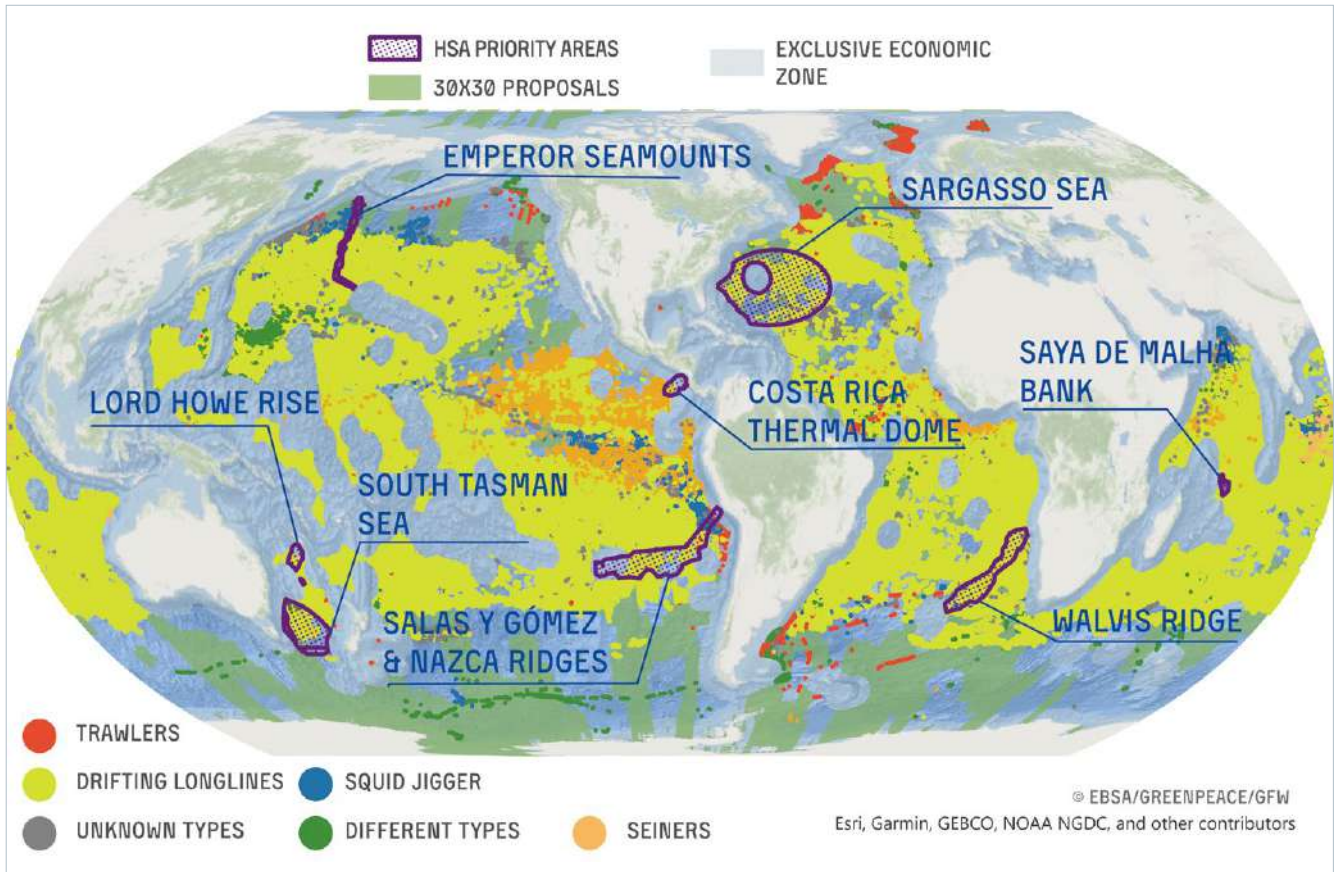 HSA PRIORITY AREAS
30X30 PROPOSALS
EXCLUSIVE ECONOMIC
ZONE
EMPEROR SEAMOUNTS
SARGASSO SEA
LORD HOWE RISE
SAYA DE MALHA
BANK
COSTA RICA
THERMAL DOME
SOUTH TASMAN
SEA
SALAS Y GÓMEZ
& NAZCA RIDGES
WALVIS RIDGE
TRAWLERS
DRIFTING LONGLINES
SQUID JIGGER
UNKNOWN TYPES
DIFFERENT TYPES
SEINERS
© EBSA/GREENPEACE/GFW
Esri, Garmin, GEBCO, NOAA NGDC, and other contributors